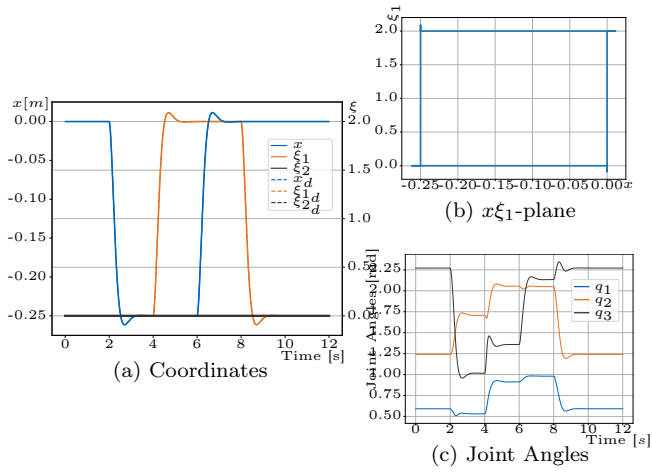 x[m]
ξ
0.00
-0.05
-0.10
-0.15
-0.20
-0.25
2.0
1.5
1.0
0.5
0.0
x
ξ1
ξ2
xd
ξ1d
ξ2d
0 2 4 6 8 10 12
Time [s]
(a) Coordinates
ξ1
2.0
1.5
1.0
0.5
0.0
-0.25 -0.20 -0.15 -0.10 -0.05 0.00 x
(b) xξ1-plane
Joint Angles [rad]
2.25
2.00
1.75
1.50
1.25
1.00
0.75
0.50
q1
q2
q3
0 2 4 6 8 10 12
Time [s]
(c) Joint Angles